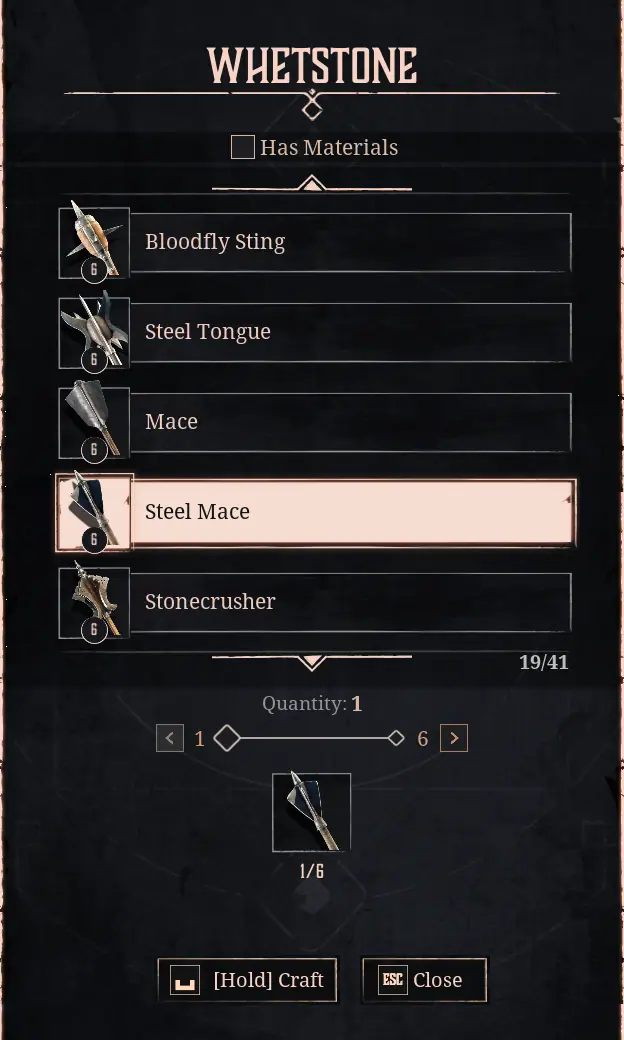 WHETSTONE
Has Materials
Bloodfly Sting
6
Steel Tongue
6
Mace
6
Steel Mace
6
Stonecrusher
6
19/41
Quantity: 1
1 6
1/6
[Hold] Craft
ESC Close